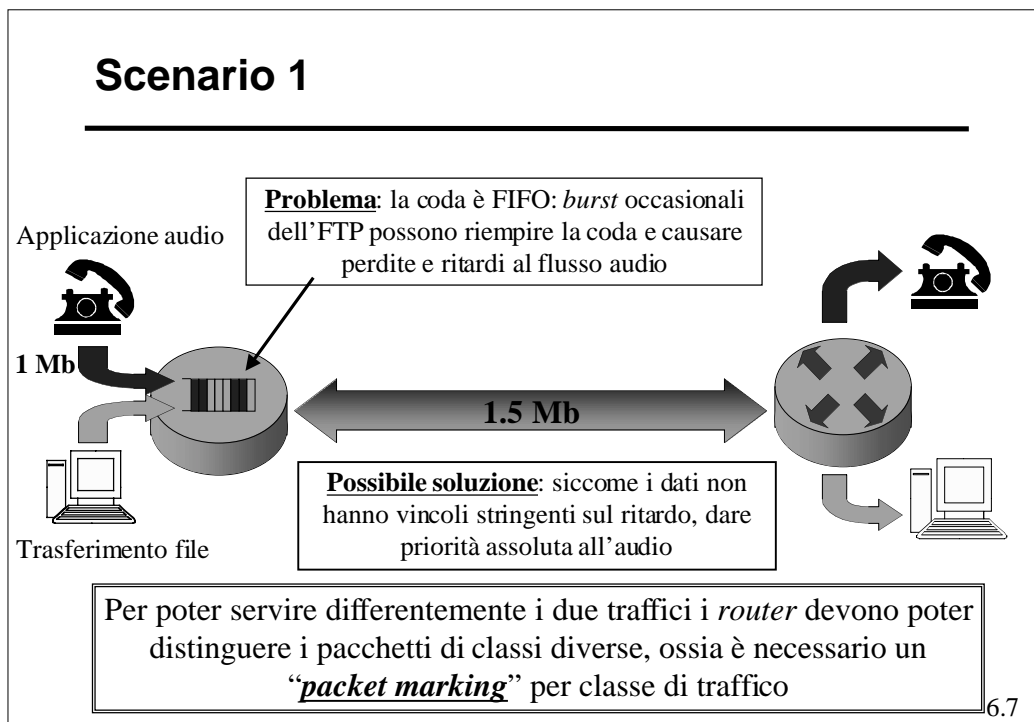 Scenario 1
Problema: la coda è FIFO: burst occasionali
dell’FTP possono riempire la coda e causare
perdite e ritardi al flusso audio
Applicazione audio
1 Mb
1.5 Mb
Possibile soluzione: siccome i dati non
hanno vincoli stringenti sul ritardo, dare
priorità assoluta all’audio
Trasferimento file
Per poter servire differentemente i due traffici i router devono poter
distinguere i pacchetti di classi diverse, ossia è necessario un
“packet marking” per classe di traffico
6.7